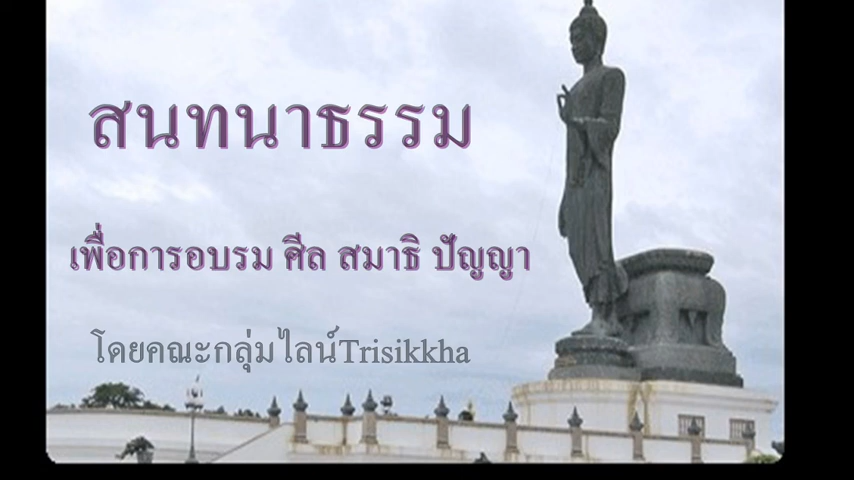 สนทนาธรรม
เพื่อการอบรม ศีล สมาธิ ปัญญา
โดยคณะกลุ่มไลน์Trisikkha